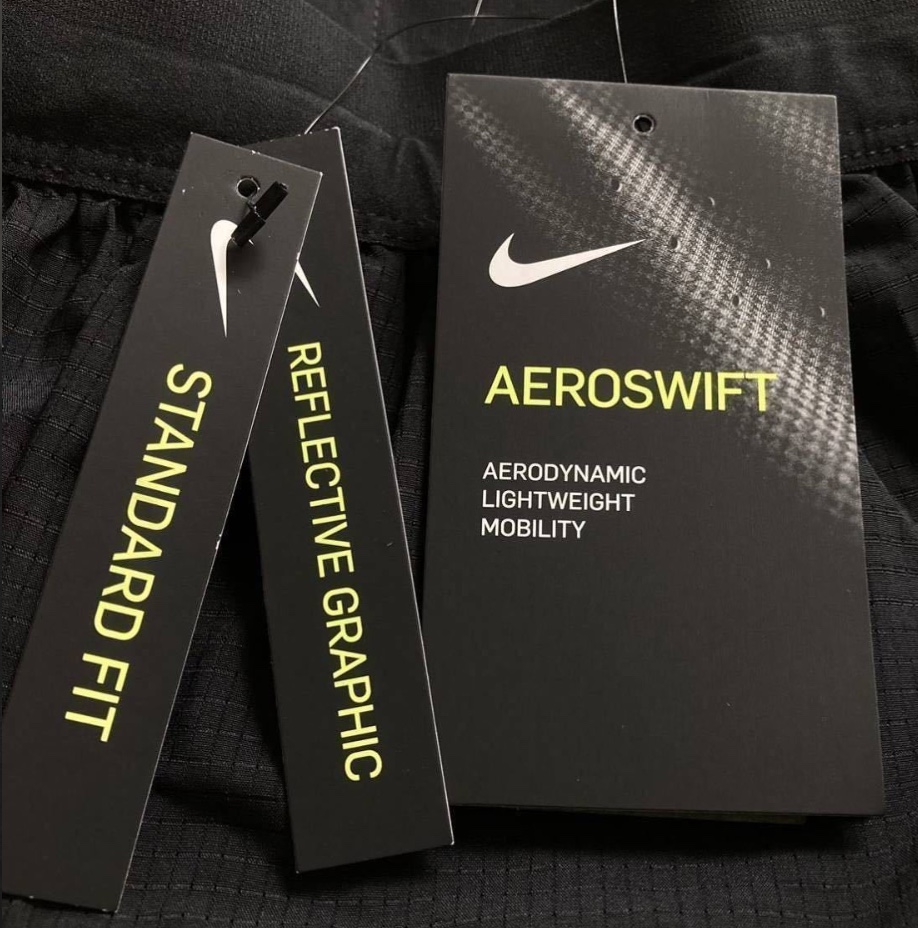 STANDARD FIT
REFLECTIVE GRAPHIC
AEROSWIFT
AERODYNAMIC
LIGHTWEIGHT
MOBILITY